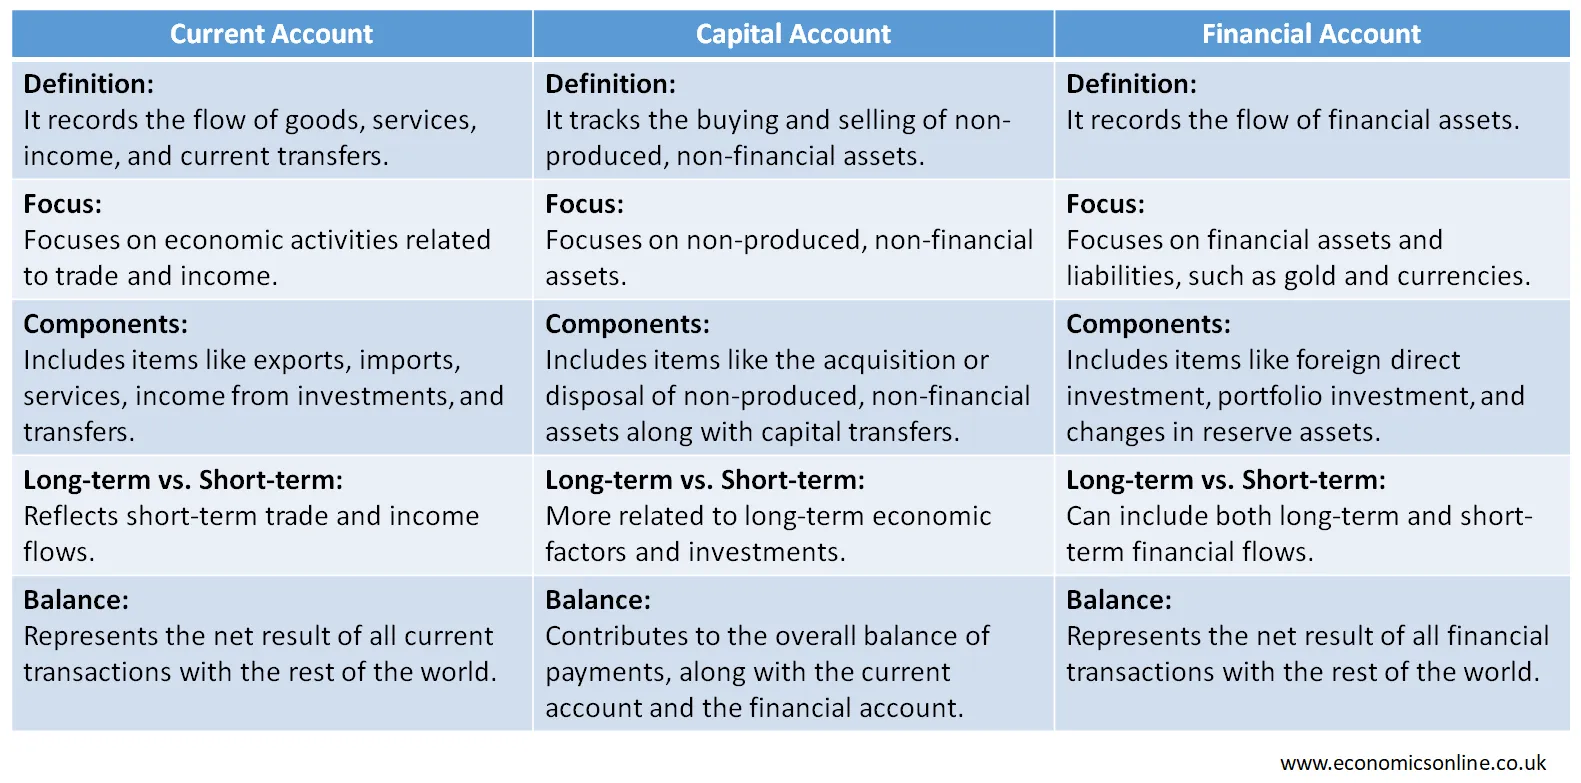 Current Account
Capital Account
Financial Account
Definition:
It records the flow of goods, services,
income, and current transfers.
Definition:
It tracks the buying and selling of non-
produced, non-financial assets.
Definition:
It records the flow of financial assets.
Focus:
Focuses on economic activities related
to trade and income.
Focus:
Focuses on non-produced, non-financial
assets.
Focus:
Focuses on financial assets and
liabilities, such as gold and currencies.
Components:
Includes items like exports, imports,
services, income from investments, and
transfers.
Components:
Includes items like the acquisition or
disposal of non-produced, non-financial
assets along with capital transfers.
Components:
Includes items like foreign direct
investment, portfolio investment, and
changes in reserve assets.
Long-term vs. Short-term:
Reflects short-term trade and income
flows.
Long-term vs. Short-term:
More related to long-term economic
factors and investments.
Long-term vs. Short-term:
Can include both long-term and short-
term financial flows.
Balance:
Represents the net result of all current
transactions with the rest of the world.
Balance:
Contributes to the overall balance of
payments, along with the current
account and the financial account.
Balance:
Represents the net result of all financial
transactions with the rest of the world.
www.economicsonline.co.uk